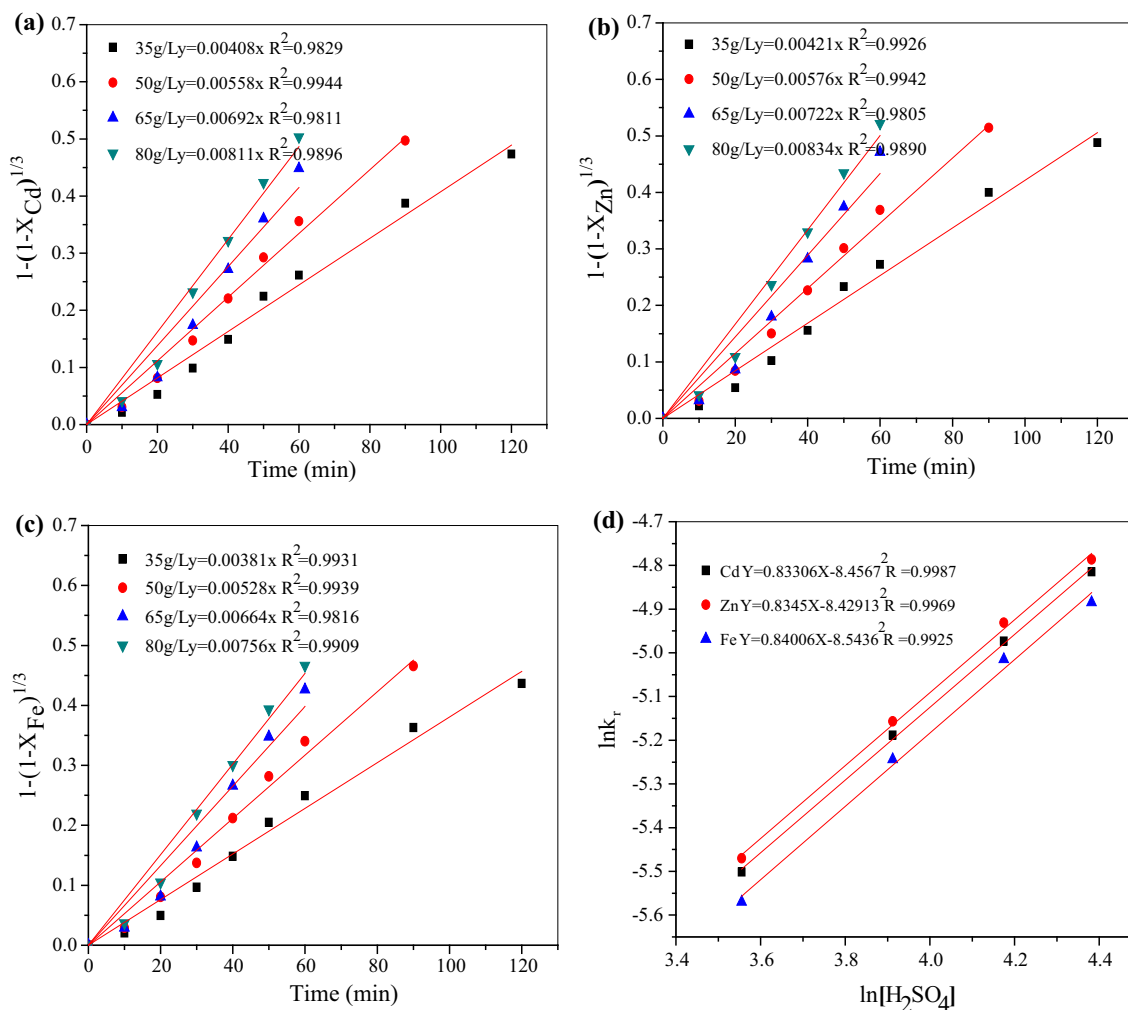 (a)
0.7
0.6
0.5
0.4
0.3
0.2
0.1
0.0
1-(1-X_Cd)^1/3
35g/Ly=0.00408x R^2=0.9829
50g/Ly=0.00558x R^2=0.9944
65g/Ly=0.00692x R^2=0.9811
80g/Ly=0.00811x R^2=0.9896
0 20 40 60 80 100 120
Time (min)
(b)
0.7
0.6
0.5
0.4
0.3
0.2
0.1
0.0
1-(1-X_Zn)^1/3
35g/Ly=0.00421x R^2=0.9926
50g/Ly=0.00576x R^2=0.9942
65g/Ly=0.00722x R^2=0.9805
80g/Ly=0.00834x R^2=0.9890
0 20 40 60 80 100 120
Time (min)
(c)
0.7
0.6
0.5
0.4
0.3
0.2
0.1
0.0
1-(1-X_Fe)^1/3
35g/Ly=0.00381x R^2=0.9931
50g/Ly=0.00528x R^2=0.9939
65g/Ly=0.00664x R^2=0.9816
80g/Ly=0.00756x R^2=0.9909
0 20 40 60 80 100 120
Time (min)
(d)
-4.7
-4.8
-4.9
-5.0
-5.1
-5.2
-5.3
-5.4
-5.5
-5.6
lnk_r
Cd Y=0.83306X-8.4567 R^2=0.9987
Zn Y=0.8345X-8.42913 R^2=0.9969
Fe Y=0.84006X-8.5436 R^2=0.9925
3.4 3.6 3.8 4.0 4.2 4.4
ln[H_2SO_4]